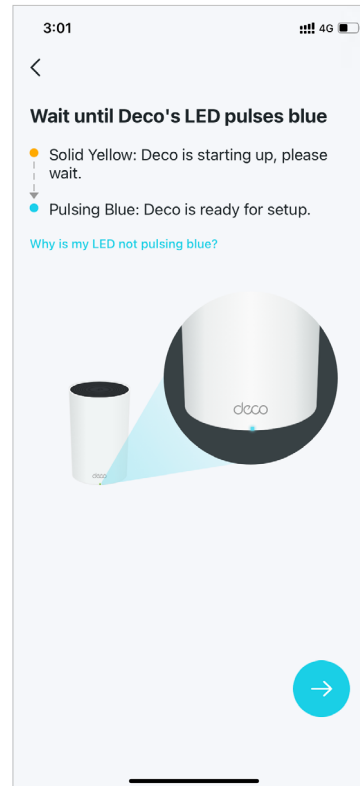 3:01
4G
Wait until Deco's LED pulses blue
Solid Yellow: Deco is starting up, please
wait.
Pulsing Blue: Deco is ready for setup.
Why is my LED not pulsing blue?
deco
deco